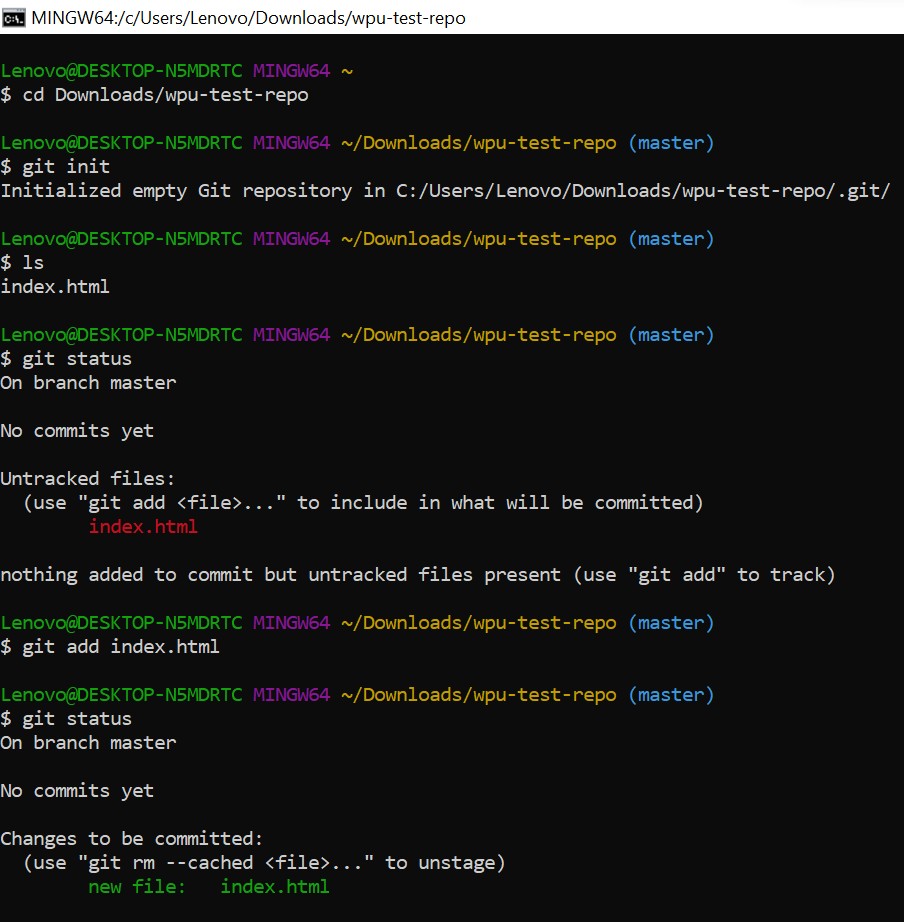 MINGW64:/c/Users/Lenovo/Downloads/wpu-test-repo
Lenovo@DESKTOP-N5MDRTC MINGW64 ~
$ cd Downloads/wpu-test-repo
Lenovo@DESKTOP-N5MDRTC MINGW64 ~/Downloads/wpu-test-repo (master)
$ git init
Initialized empty Git repository in C:/Users/Lenovo/Downloads/wpu-test-repo/.git/
Lenovo@DESKTOP-N5MDRTC MINGW64 ~/Downloads/wpu-test-repo (master)
$ ls
index.html
Lenovo@DESKTOP-N5MDRTC MINGW64 ~/Downloads/wpu-test-repo (master)
$ git status
On branch master
No commits yet
Untracked files:
  (use "git add <file>..." to include in what will be committed)
        index.html
nothing added to commit but untracked files present (use "git add" to track)
Lenovo@DESKTOP-N5MDRTC MINGW64 ~/Downloads/wpu-test-repo (master)
$ git add index.html
Lenovo@DESKTOP-N5MDRTC MINGW64 ~/Downloads/wpu-test-repo (master)
$ git status
On branch master
No commits yet
Changes to be committed:
  (use "git rm --cached <file>..." to unstage)
        new file:   index.html